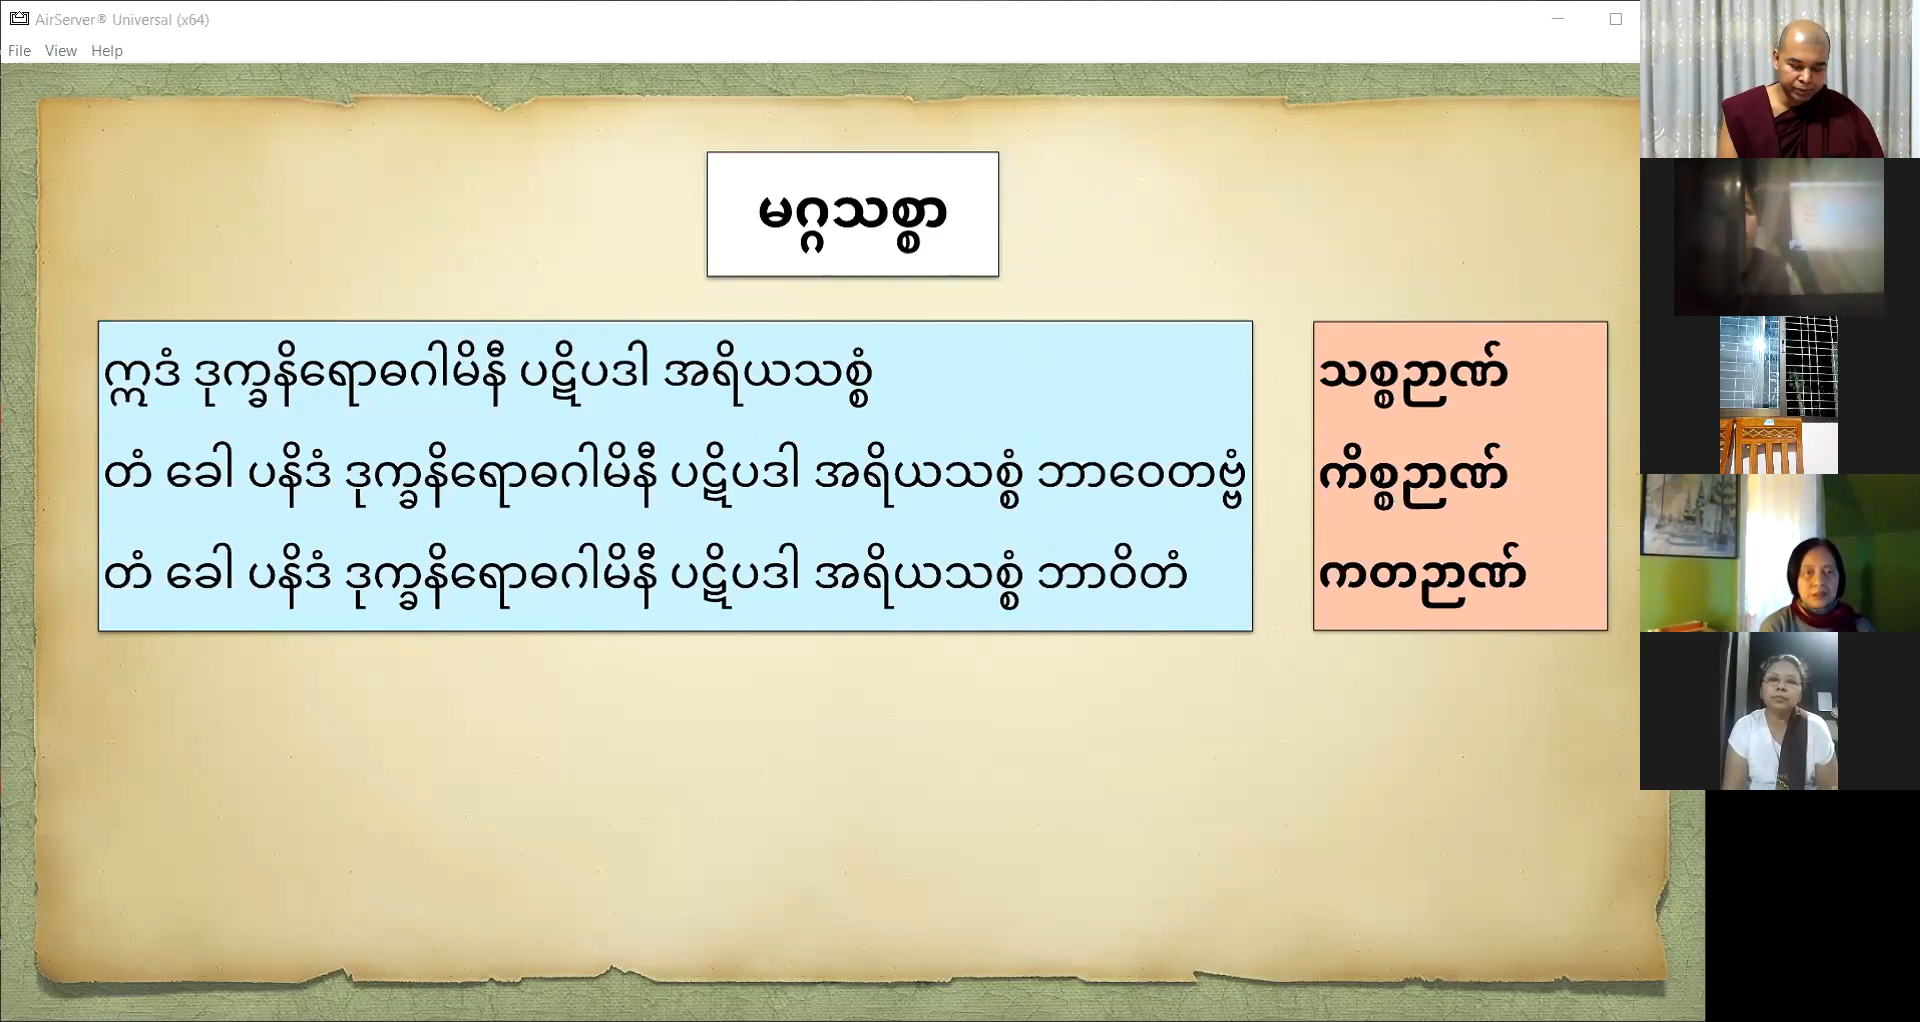 AirServer® Universal (x64)
File View Help
မဂ္ဂသစ္စာ
ဣဒံ ဒုက္ခနိရောဓဂါမိနီ ပဋိပဒါ အရိယသစ္စံ
တံ ခေါ ပနိဒံ ဒုက္ခနိရောဓဂါမိနီ ပဋိပဒါ အရိယသစ္စံ ဘာဝေတဗ္ဗံ
တံ ခေါ ပနိဒံ ဒုက္ခနိရောဓဂါမိနီ ပဋိပဒါ အရိယသစ္စံ ဘာဝိတံ
သစ္စဉာဏ်
ကိစ္စဉာဏ်
ကတဉာဏ်